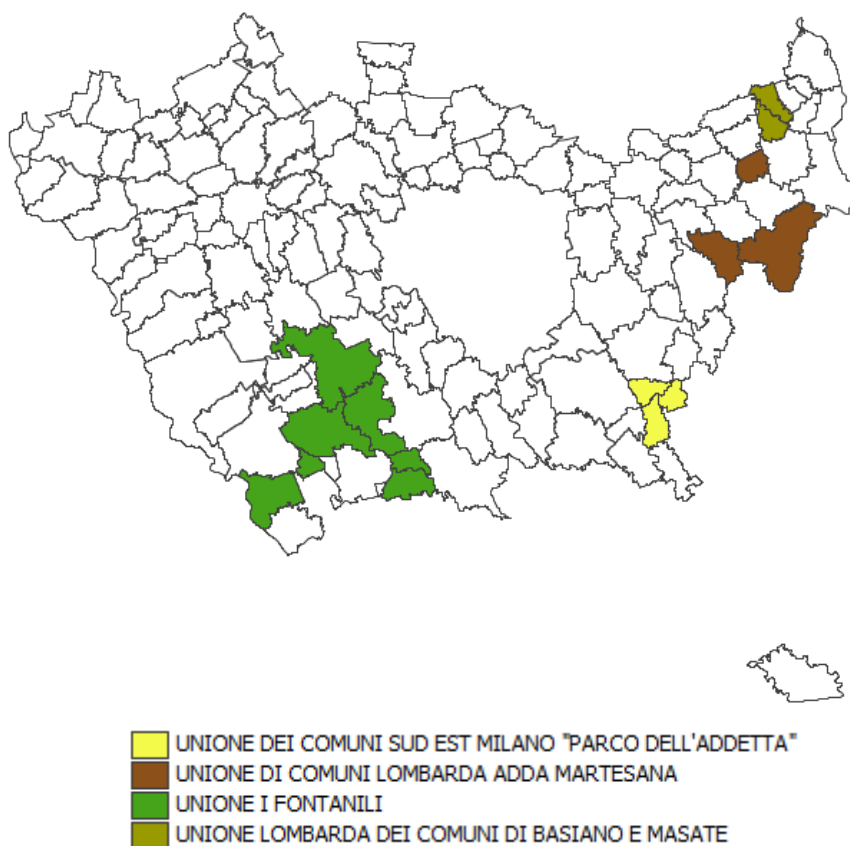 UNIONE DEI COMUNI SUD EST MILANO "PARCO DELL'ADDETTA"
UNIONE DI COMUNI LOMBARDA ADDA MARTESANA
UNIONE I FONTANILI
UNIONE LOMBARDA DEI COMUNI DI BASIANO E MASATE